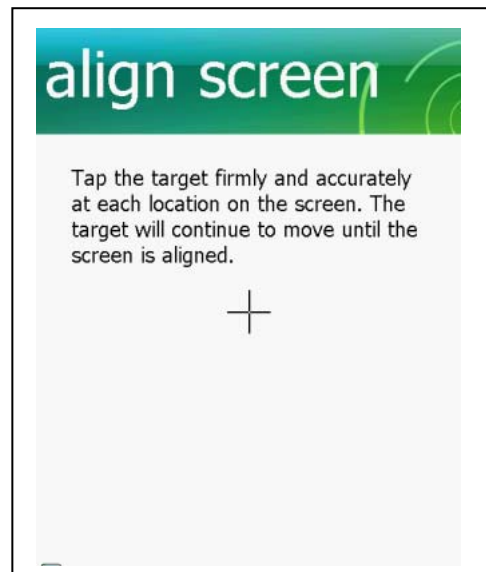 align screen
Tap the target firmly and accurately
at each location on the screen. The
target will continue to move until the
screen is aligned.